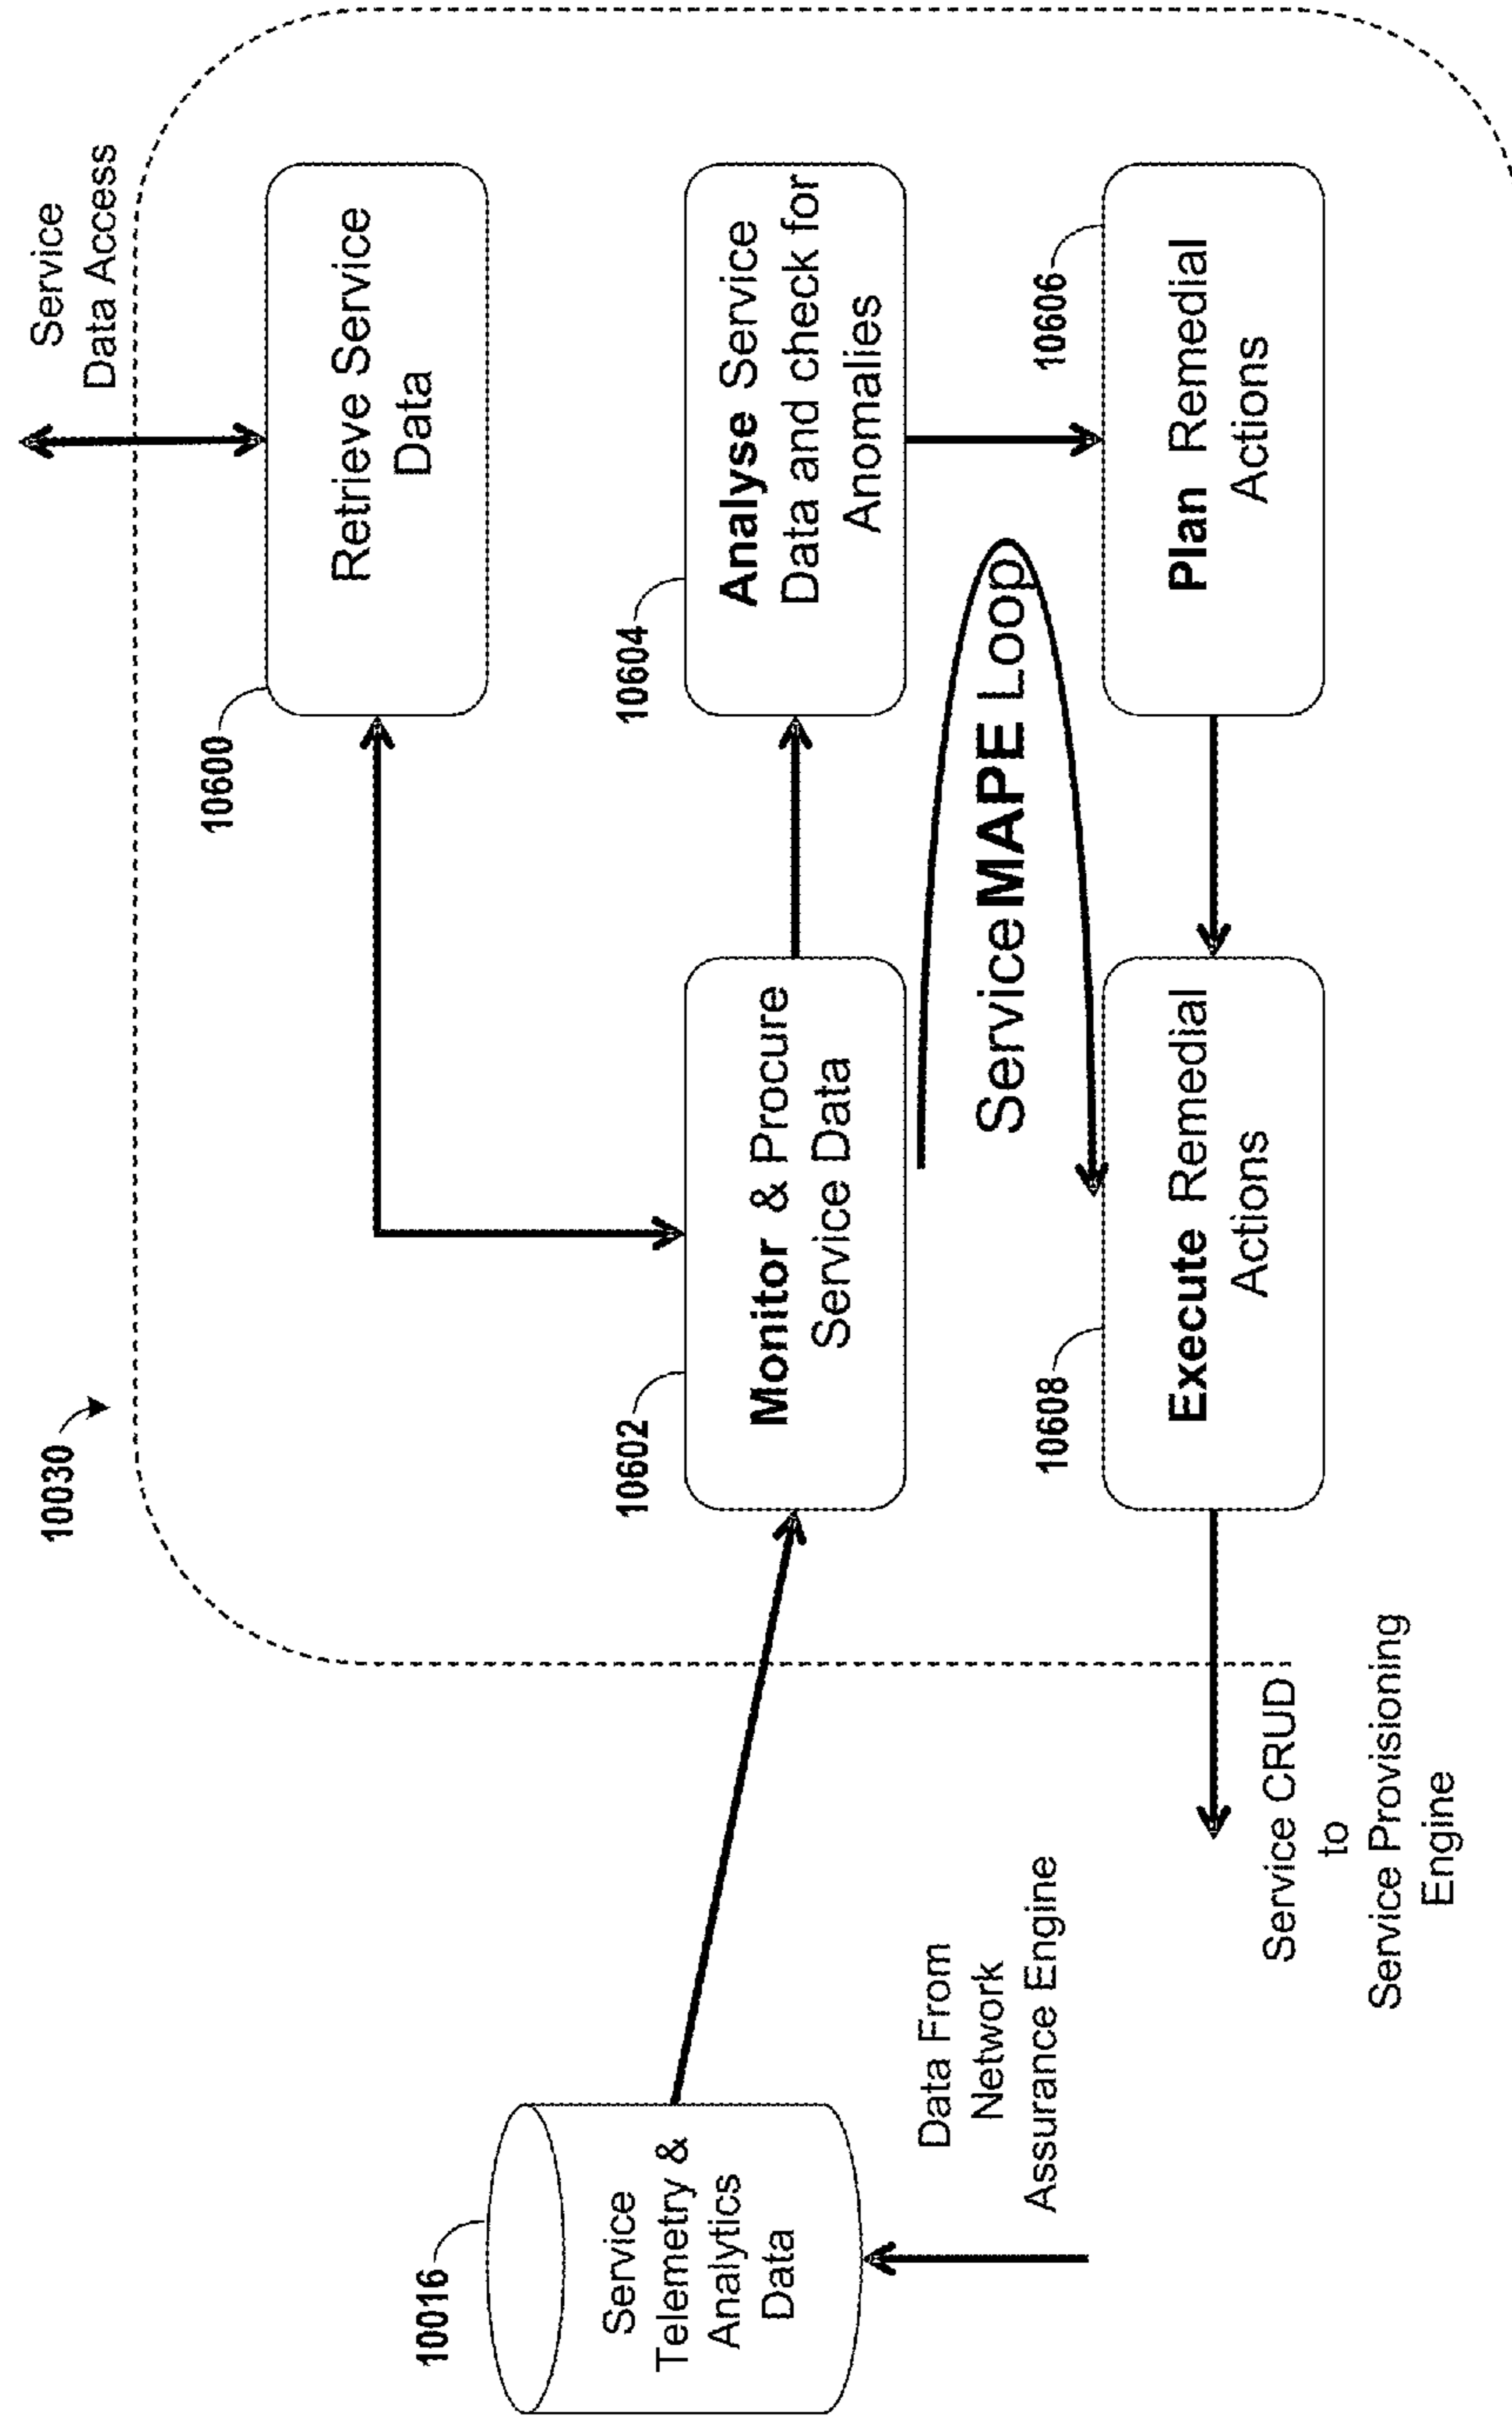 10030
Service
Data Access
10600
Retrieve Service
Data
10016
Service
Telemetry &
Analytics
Data
Data From
Network
Assurance Engine
10602
Monitor & Procure
Service Data
10604
Analyse Service
Data and check for
Anomalies
Service MAPE Loop
10608
Execute Remedial
Actions
10606
Plan Remedial
Actions
Service CRUD
to
Service Provisioning
Engine